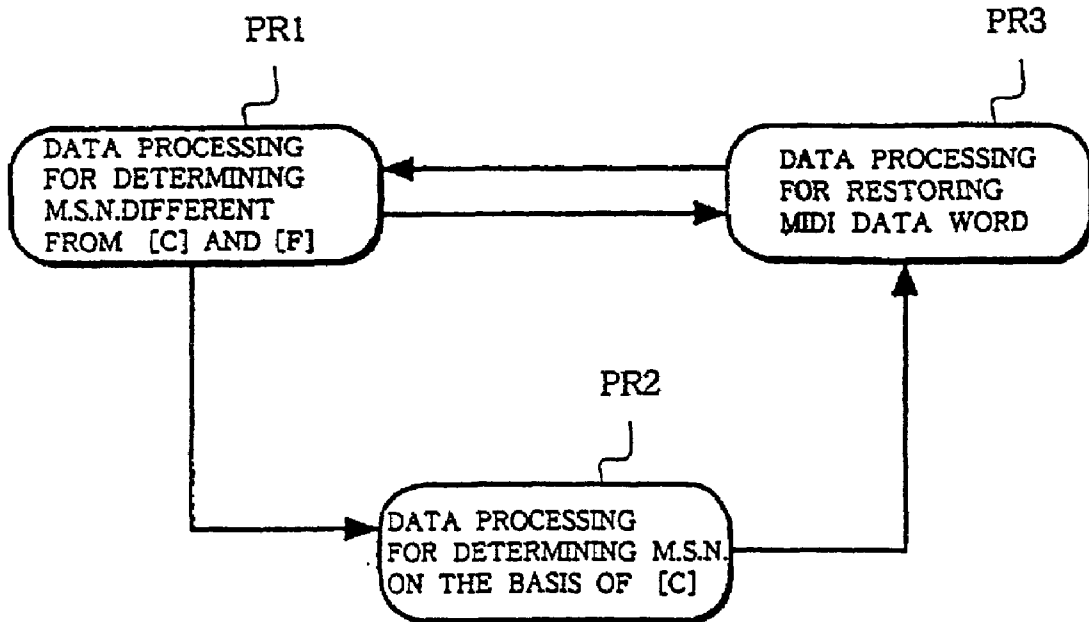 PR1
DATA PROCESSING
FOR DETERMINING
M.S.N.DIFFERENT
FROM [C] AND [F]
PR3
DATA PROCESSING
FOR RESTORING
MIDI DATA WORD
PR2
DATA PROCESSING
FOR DETERMINING M.S.N.
ON THE BASIS OF [C]